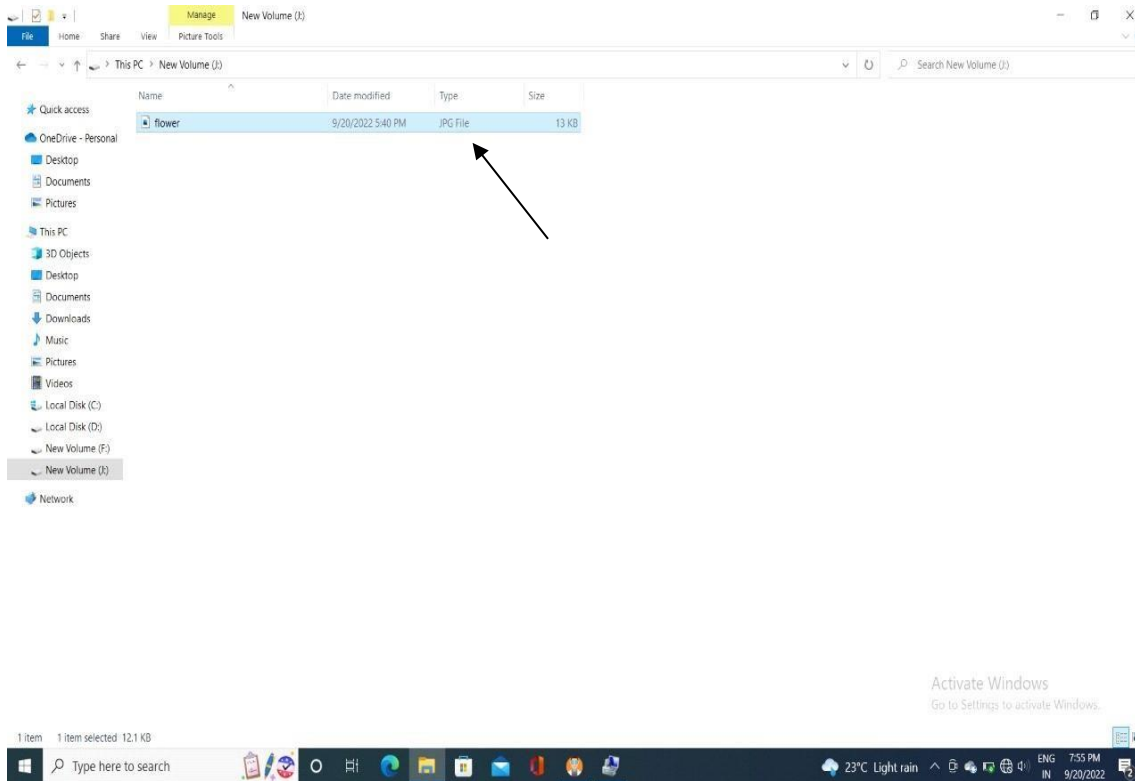 Manage New Volume (J:)
File Home Share View Picture Tools
This PC > New Volume (J:) Search New Volume (J:)
Name Date modified Type Size
Quick access
flower 9/20/2022 5:40 PM JPG File 13 KB
OneDrive - Personal
Desktop
Documents
Pictures
This PC
3D Objects
Desktop
Documents
Downloads
Music
Pictures
Videos
Local Disk (C:)
Local Disk (D:)
New Volume (F:)
New Volume (J:)
Network
Activate Windows
Go to Settings to activate Windows.
1 item 1 item selected 12.1 KB
Type here to search 23°C Light rain ENG 7:55 PM
IN 9/20/2022